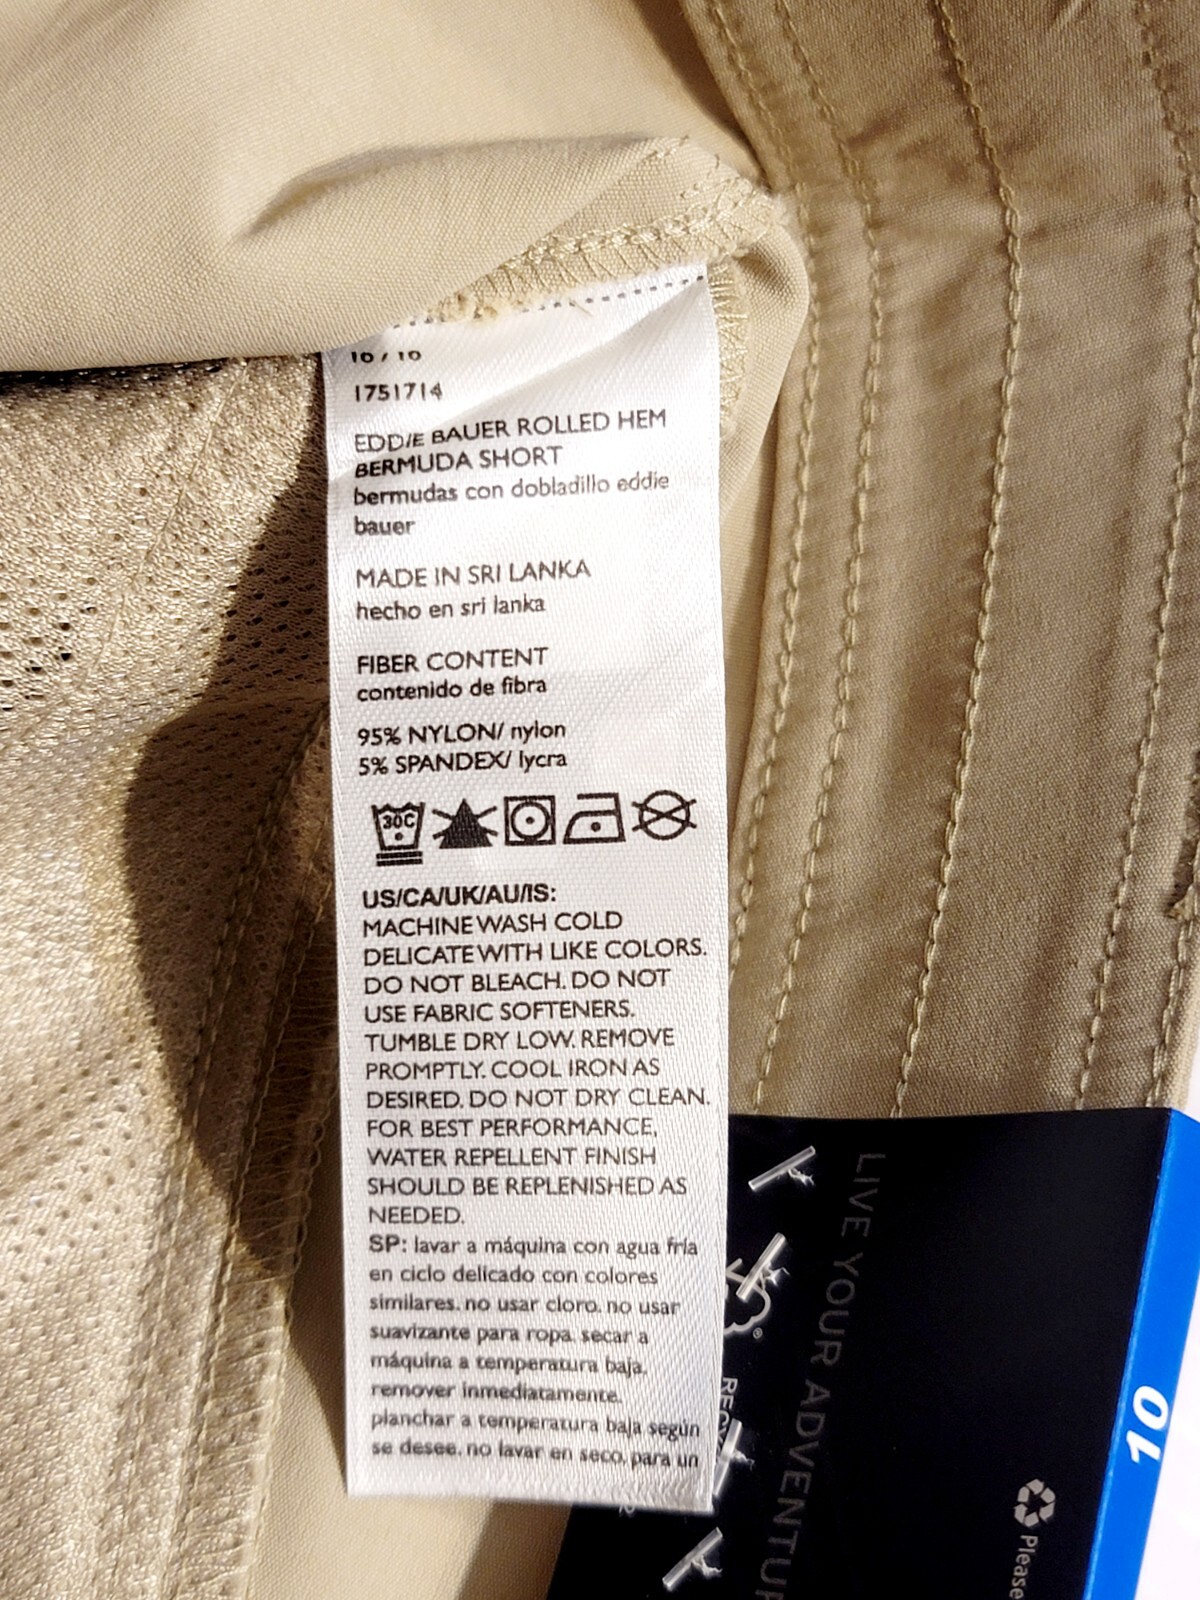 10 / 10
1751714
EDDIE BAUER ROLLED HEM
BERMUDA SHORT
bermudas con dobladillo eddie
bauer
MADE IN SRI LANKA
hecho en sri lanka
FIBER CONTENT
contenido de fibra
95% NYLON/ nylon
5% SPANDEX/ lycra
30C
US/CA/UK/AU/IS:
MACHINE WASH COLD
DELICATE WITH LIKE COLORS.
DO NOT BLEACH. DO NOT
USE FABRIC SOFTENERS.
TUMBLE DRY LOW. REMOVE
PROMPTLY. COOL IRON AS
DESIRED. DO NOT DRY CLEAN.
FOR BEST PERFORMANCE,
WATER REPELLENT FINISH
SHOULD BE REPLENISHED AS
NEEDED.
SP: lavar a máquina con agua fría
en ciclo delicado con colores
similares. no usar cloro. no usar
suavizante para ropa. secar a
máquina a temperatura baja.
remover inmediatamente.
planchar a temperatura baja según
se desee. no lavar en seco. para un
LIVE YOUR ADVENTUR
10
Please